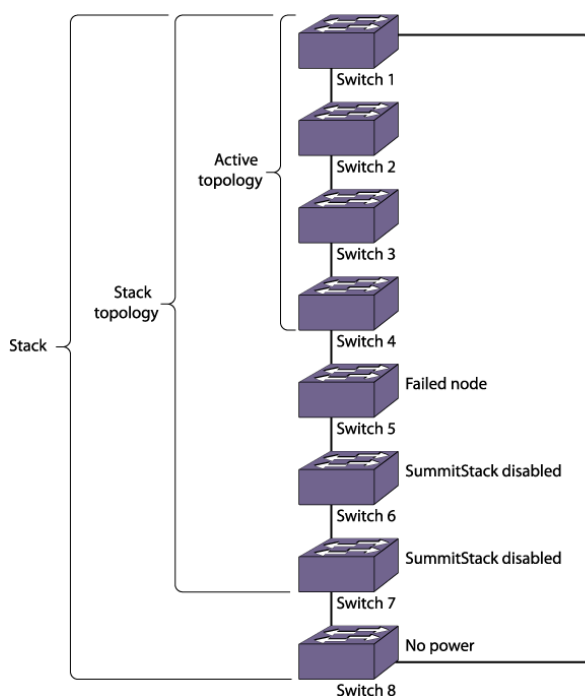 Switch 1
Switch 2
Active
topology
Switch 3
Stack
topology
Stack
Switch 4
Failed node
Switch 5
SummitStack disabled
Switch 6
SummitStack disabled
Switch 7
No power
Switch 8